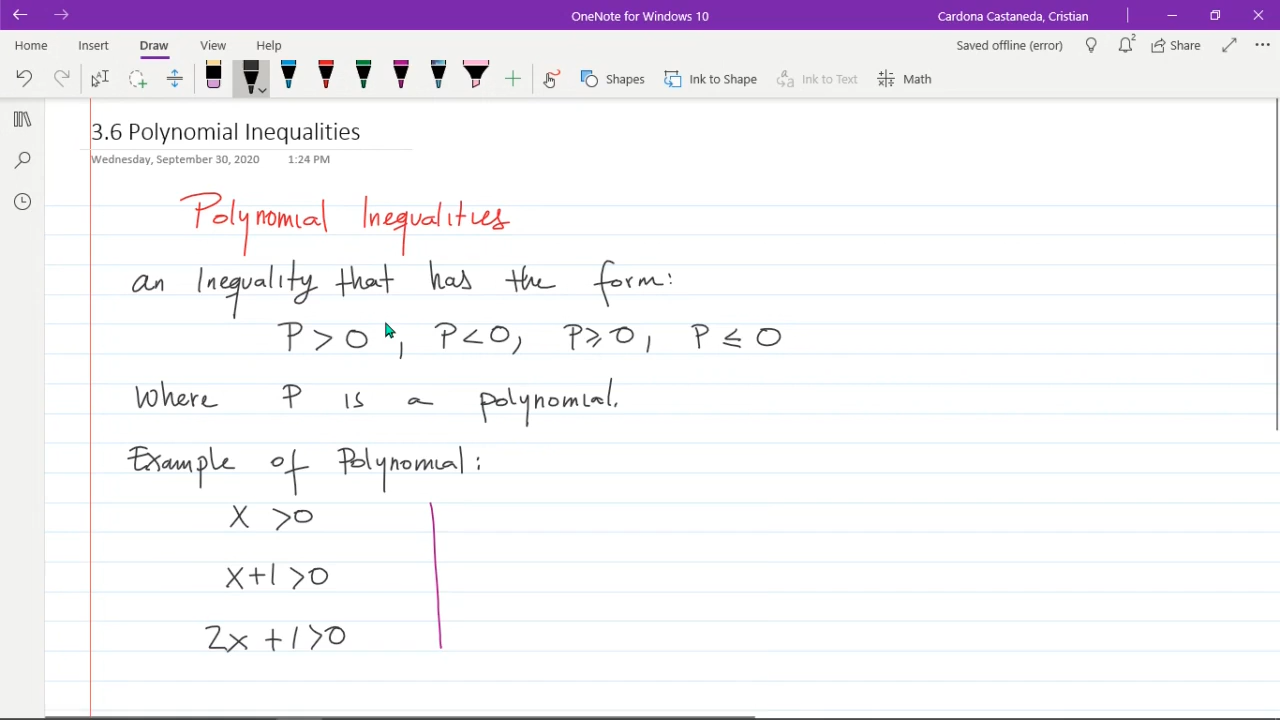 OneNote for Windows 10
Cardona Castaneda, Cristian
Home Insert Draw View Help
Saved offline (error)
2
Share
Shapes
Ink to Shape
Ink to Text
Math
3.6 Polynomial Inequalities
Wednesday, September 30, 2020 1:24 PM
Polynomial Inequalities
an Inequality that has the form:
P > 0 , P < 0, P ≥ 0, P ≤ 0
Where P is a polynomial.
Example of Polynomial:
X > 0
X+1 > 0
2x + 1 > 0